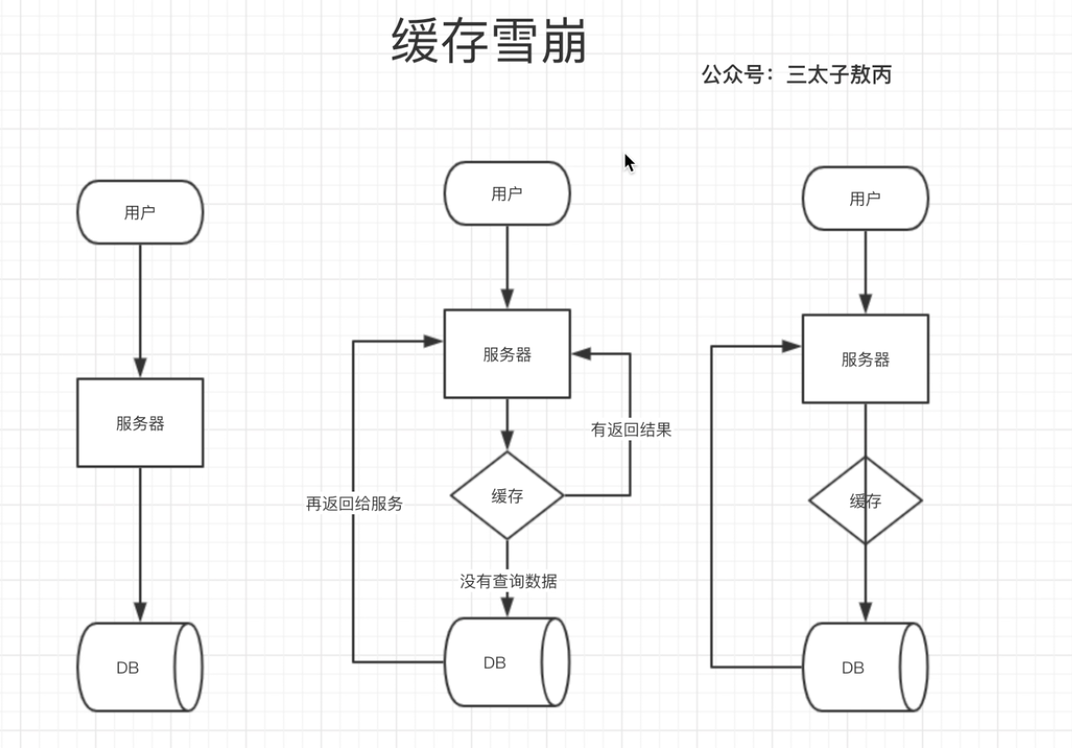 缓存雪崩
公众号：三太子敖丙
用户
服务器
DB
用户
服务器
有返回结果
缓存
再返回给服务
没有查询数据
DB
用户
服务器
缓存
DB